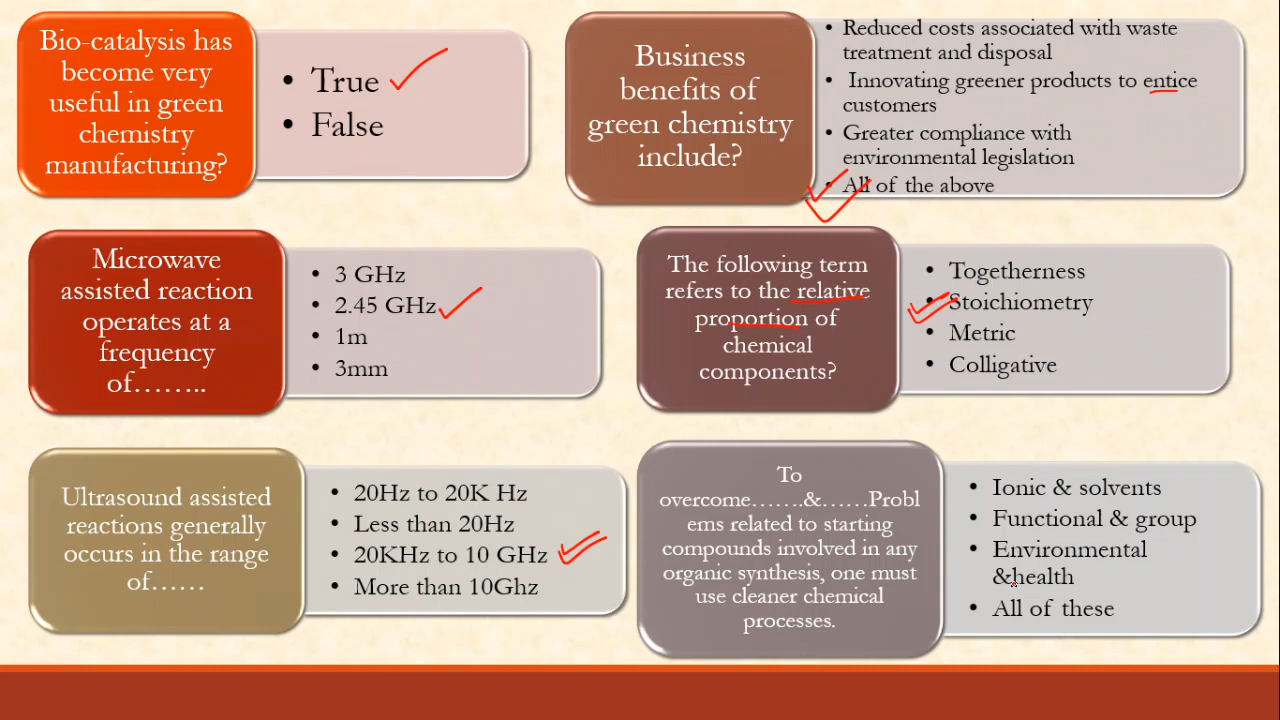 Bio-catalysis has
become very
useful in green
chemistry
manufacturing?
• True
• False
Business
benefits of
green chemistry
include?
• Reduced costs associated with waste
treatment and disposal
• Innovating greener products to entice
customers
• Greater compliance with
environmental legislation
• All of the above
Microwave
assisted reaction
operates at a
frequency
of……..
• 3 GHz
• 2.45 GHz
• 1m
• 3mm
The following term
refers to the relative
proportion of
chemical
components?
• Togetherness
• Stoichiometry
• Metric
• Colligative
Ultrasound assisted
reactions generally
occurs in the range
of……
• 20Hz to 20K Hz
• Less than 20Hz
• 20KHz to 10 GHz
• More than 10Ghz
To
overcome…….&……Probl
ems related to starting
compounds involved in any
organic synthesis, one must
use cleaner chemical
processes.
• Ionic & solvents
• Functional & group
• Environmental
&health
• All of these